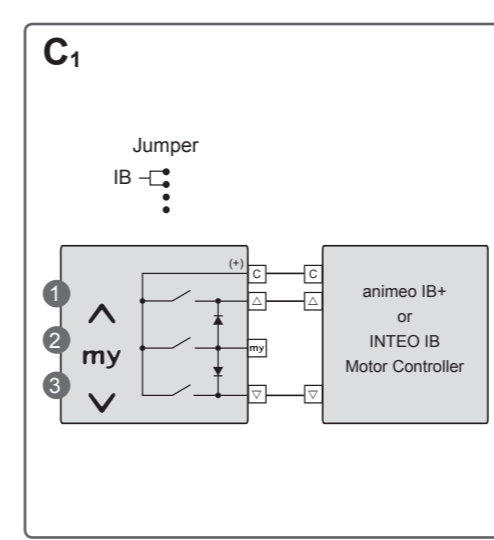 C1
Jumper
IB
1
2
my
3
(+)
C
△
my
▽
C
△
▽
animeo IB+
or
INTEO IB
Motor Controller